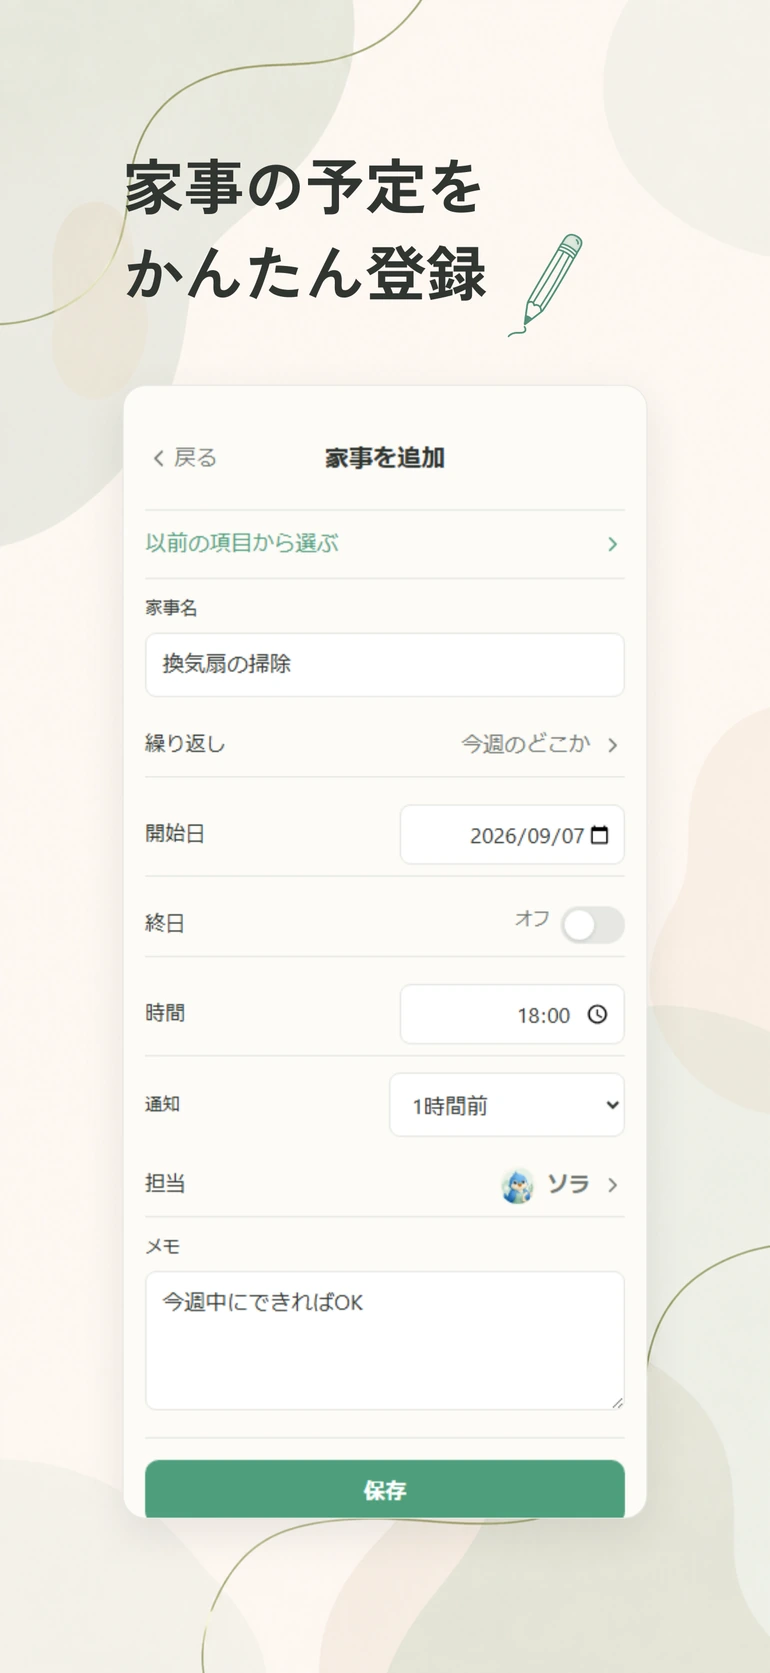 家事の予定を
かんたん登録
戻る
家事を追加
以前の項目から選ぶ
家事名
換気扇の掃除
繰り返し
今週のどこか
開始日
2026/09/07
終日
オフ
時間
18:00
通知
1時間前
担当
ソラ
メモ
今週中にできればOK
保存